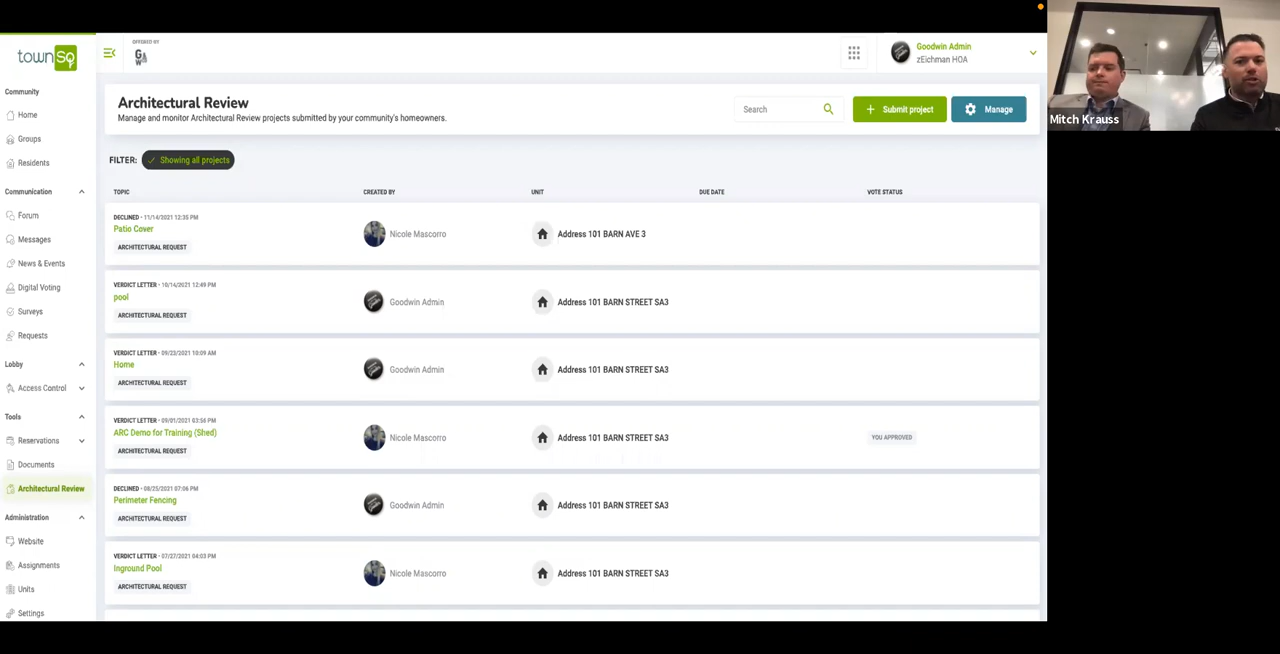 townSq
OFFERED BY
GAW
Goodwin Admin
zEichman HOA
Mitch Krauss
Community
Home
Groups
Residents
Communication
Forum
Messages
News & Events
Digital Voting
Surveys
Requests
Lobby
Access Control
Tools
Reservations
Documents
Architectural Review
Administration
Website
Assignments
Units
Settings
Architectural Review
Manage and monitor Architectural Review projects submitted by your community's homeowners.
Search
Submit project
Manage
FILTER: Showing all projects
TOPIC CREATED BY UNIT DUE DATE VOTE STATUS
DECLINED - 11/14/2021 12:35 PM
Patio Cover
ARCHITECTURAL REQUEST
Nicole Mascorro
Address 101 BARN AVE 3
VERDICT LETTER - 10/14/2021 12:49 PM
pool
ARCHITECTURAL REQUEST
Goodwin Admin
Address 101 BARN STREET SA3
VERDICT LETTER - 09/23/2021 10:09 AM
Home
ARCHITECTURAL REQUEST
Goodwin Admin
Address 101 BARN STREET SA3
VERDICT LETTER - 09/01/2021 03:56 PM
ARC Demo for Training (Shed)
ARCHITECTURAL REQUEST
Nicole Mascorro
Address 101 BARN STREET SA3
YOU APPROVED
DECLINED - 08/25/2021 07:06 PM
Perimeter Fencing
ARCHITECTURAL REQUEST
Goodwin Admin
Address 101 BARN STREET SA3
VERDICT LETTER - 07/27/2021 04:03 PM
Inground Pool
ARCHITECTURAL REQUEST
Nicole Mascorro
Address 101 BARN STREET SA3